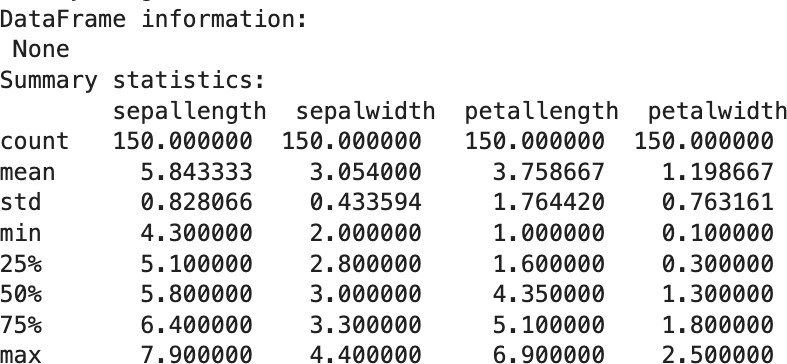 DataFrame information:
None
Summary statistics:
sepallength sepalwidth petallength petalwidth
count 150.000000 150.000000 150.000000 150.000000
mean 5.843333 3.054000 3.758667 1.198667
std 0.828066 0.433594 1.764420 0.763161
min 4.300000 2.000000 1.000000 0.100000
25% 5.100000 2.800000 1.600000 0.300000
50% 5.800000 3.000000 4.350000 1.300000
75% 6.400000 3.300000 5.100000 1.800000
max 7.900000 4.400000 6.900000 2.500000